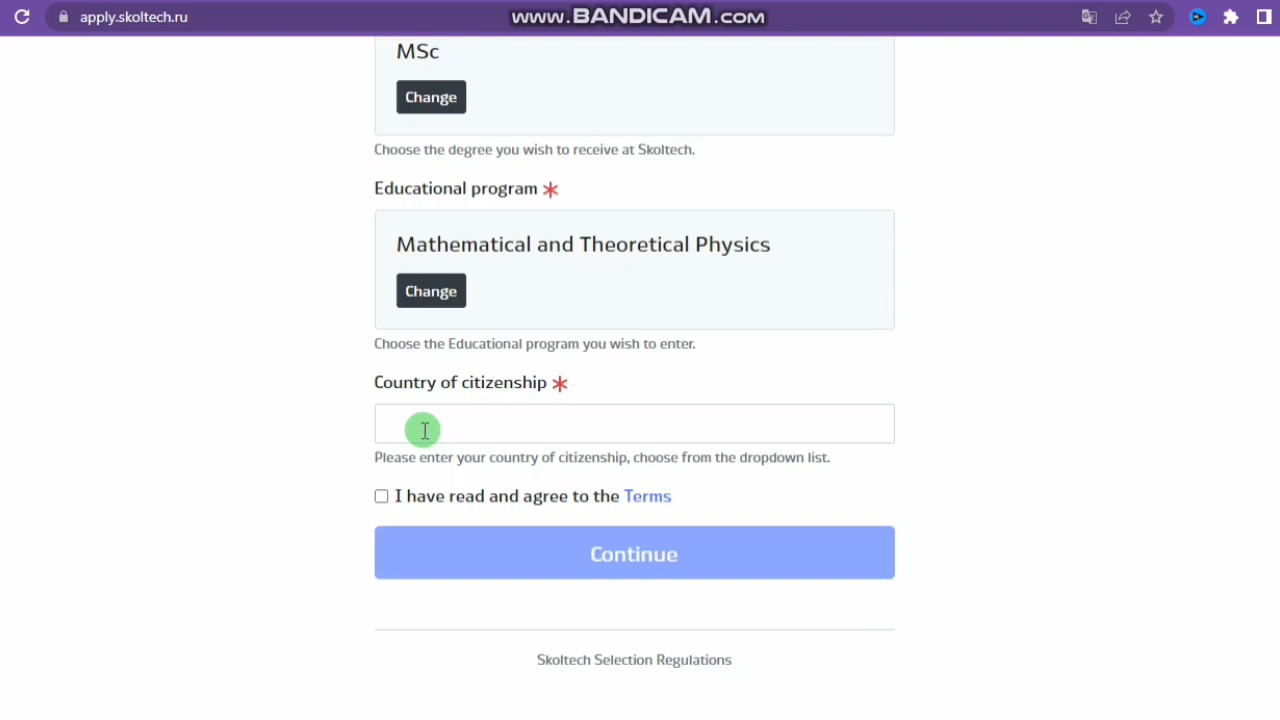 apply.skoltech.ru
www.BANDICAM.com
MSc
Change
Choose the degree you wish to receive at Skoltech.
Educational program *
Mathematical and Theoretical Physics
Change
Choose the Educational program you wish to enter.
Country of citizenship *
Please enter your country of citizenship, choose from the dropdown list.
I have read and agree to the Terms
Continue
Skoltech Selection Regulations